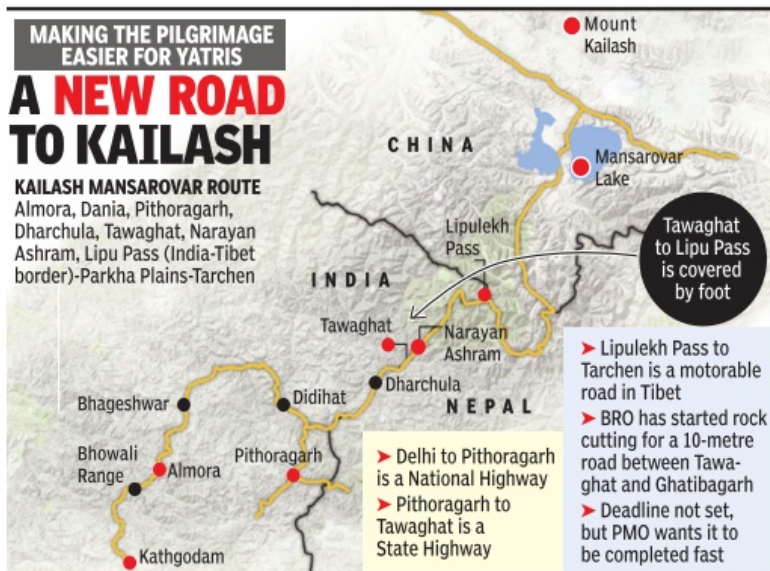 MAKING THE PILGRIMAGE
EASIER FOR YATRIS
A NEW ROAD
TO KAILASH
KAILASH MANSAROVAR ROUTE
Almora, Dania, Pithoragarh,
Dharchula, Tawaghat, Narayan
Ashram, Lipu Pass (India-Tibet
border)-Parkha Plains-Tarchen
Mount
Kailash
CHINA
Mansarovar
Lake
Lipulekh
Pass
Tawaghat
to Lipu Pass
is covered
by foot
INDIA
Tawaghat
Narayan
Ashram
Dharchula
NEPAL
Bhageshwar
Didihat
Bhowali
Range
Almora
Pithoragarh
Kathgodam
➤ Delhi to Pithoragarh
is a National Highway
➤ Pithoragarh to
Tawaghat is a
State Highway
➤ Lipulekh Pass to
Tarchen is a motorable
road in Tibet
➤ BRO has started rock
cutting for a 10-metre
road between Tawa-
ghat and Ghatibagarh
➤ Deadline not set,
but PMO wants it to
be completed fast